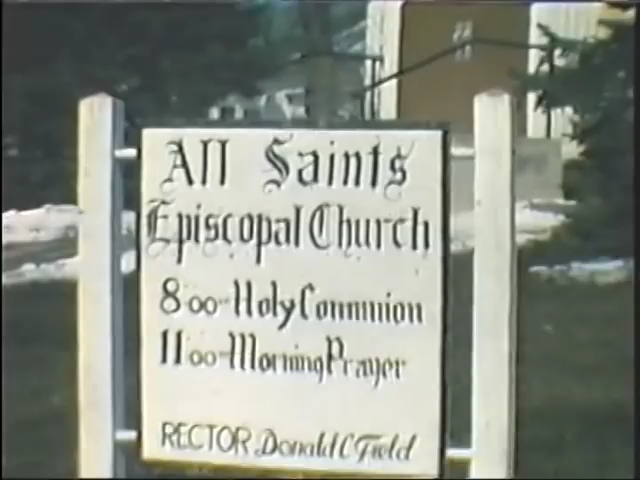 All Saints
Episcopal Church
8:00-Holy Communion
11:00-Morning Prayer
RECTOR Donald C Field